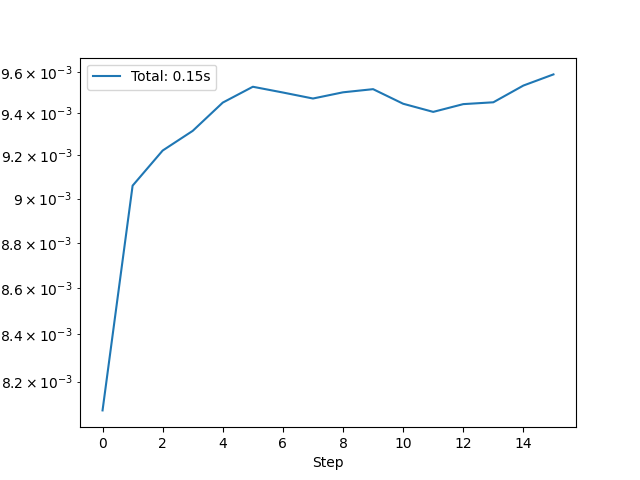 Total: 0.15s
9.6 × 10⁻³
9.4 × 10⁻³
9.2 × 10⁻³
9 × 10⁻³
8.8 × 10⁻³
8.6 × 10⁻³
8.4 × 10⁻³
8.2 × 10⁻³
0 2 4 6 8 10 12 14
Step